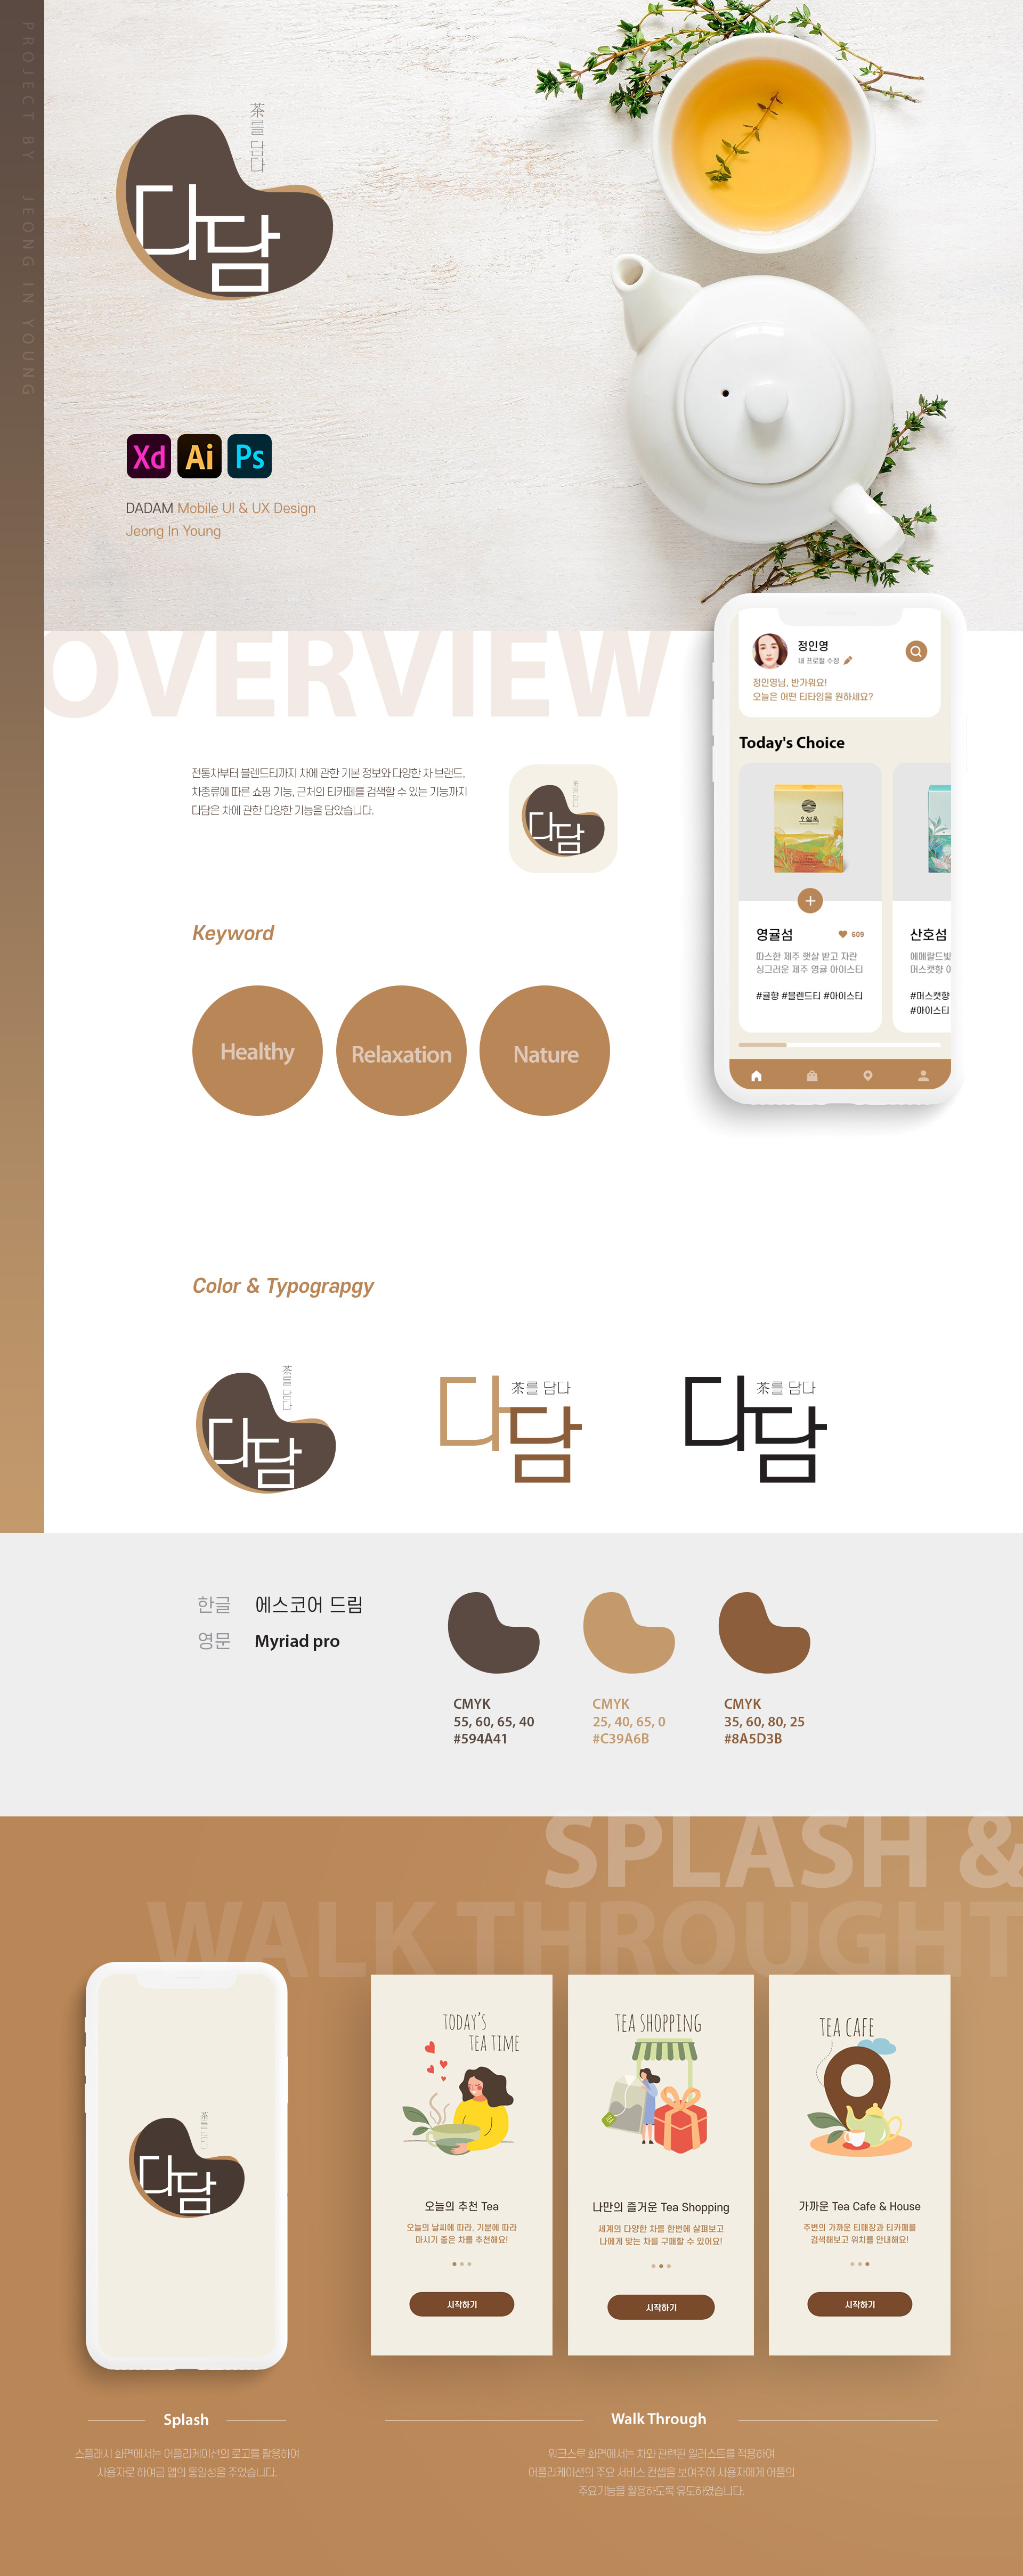 PROJECT BY JEONG IN YOUNG
茶를 담다
다담
Xd Ai Ps
DADAM Mobile UI & UX Design
Jeong In Young
OVERVIEW
전통차부터 블렌드티까지 차에 관한 기본 정보와 다양한 차 브랜드,
차종류에 따른 쇼핑 기능, 근처의 티카페를 검색할 수 있는 기능까지
다담은 차에 관한 다양한 기능을 담았습니다.
茶를 담다
다담
정인영
내 프로필 수정
정인영님, 반가워요!
오늘은 어떤 티타임을 원하세요?
Today's Choice
오설록
영귤섬
609
따스한 제주 햇살 받고 자란
싱그러운 제주 영귤 아이스티
#귤향 #블렌드티 #아이스티
산호섬
에메랄드빛
머스캣향 아
#머스캣향
#아이스티
Keyword
Healthy
Relaxation
Nature
Color & Typograpgy
茶를 담다
다담
茶를 담다
다담
茶를 담다
다담
한글 에스코어 드림
영문 Myriad pro
CMYK
55, 60, 65, 40
#594A41
CMYK
25, 40, 65, 0
#C39A6B
CMYK
35, 60, 80, 25
#8A5D3B
SPLASH &
WALK THROUGHT
茶를 담다
다담
TODAY'S
TEA TIME
오늘의 추천 Tea
오늘의 날씨에 따라, 기분에 따라
마시기 좋은 차를 추천해요!
시작하기
TEA SHOPPING
나만의 즐거운 Tea Shopping
세계의 다양한 차를 한번에 살펴보고
나에게 맞는 차를 구매할 수 있어요!
시작하기
TEA CAFE
가까운 Tea Cafe & House
주변의 가까운 티매장과 티카페를
검색해보고 위치를 안내해요!
시작하기
Splash
스플래시 화면에서는 어플리케이션의 로고를 활용하여
사용자로 하여금 앱의 통일성을 주었습니다.
Walk Through
워크스루 화면에서는 차와 관련된 일러스트를 적용하여
어플리케이션의 주요 서비스 컨셉을 보여주어 사용자에게 어플의
주요기능을 활용하도록 유도하였습니다.